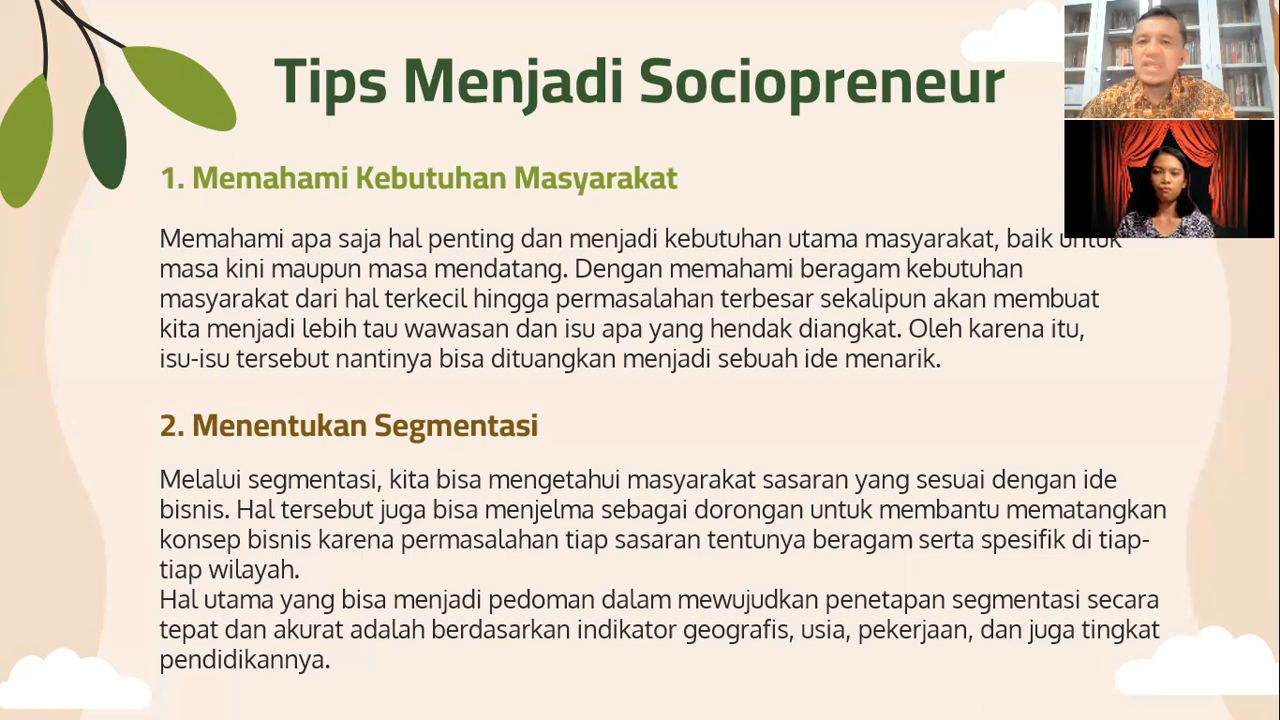 Tips Menjadi Sociopreneur
1. Memahami Kebutuhan Masyarakat
Memahami apa saja hal penting dan menjadi kebutuhan utama masyarakat, baik untuk
masa kini maupun masa mendatang. Dengan memahami beragam kebutuhan
masyarakat dari hal terkecil hingga permasalahan terbesar sekalipun akan membuat
kita menjadi lebih tau wawasan dan isu apa yang hendak diangkat. Oleh karena itu,
isu-isu tersebut nantinya bisa dituangkan menjadi sebuah ide menarik.
2. Menentukan Segmentasi
Melalui segmentasi, kita bisa mengetahui masyarakat sasaran yang sesuai dengan ide
bisnis. Hal tersebut juga bisa menjelma sebagai dorongan untuk membantu mematangkan
konsep bisnis karena permasalahan tiap sasaran tentunya beragam serta spesifik di tiap-
tiap wilayah.
Hal utama yang bisa menjadi pedoman dalam mewujudkan penetapan segmentasi secara
tepat dan akurat adalah berdasarkan indikator geografis, usia, pekerjaan, dan juga tingkat
pendidikannya.